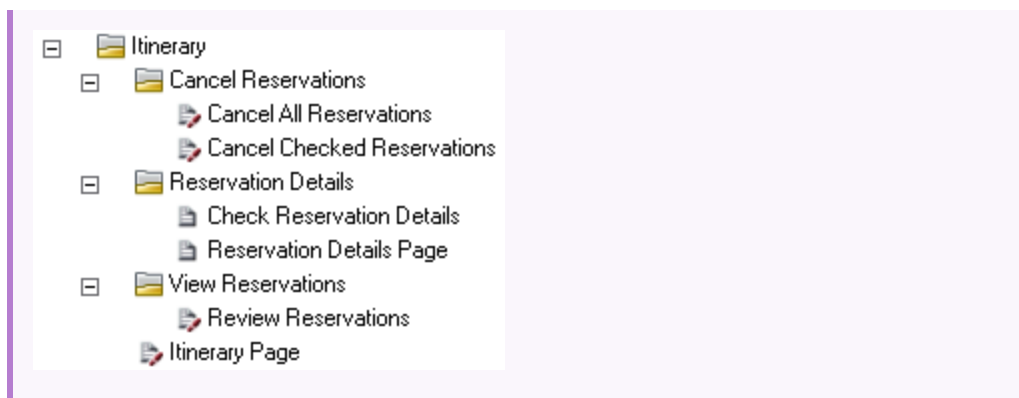 Itinerary
Cancel Reservations
Cancel All Reservations
Cancel Checked Reservations
Reservation Details
Check Reservation Details
Reservation Details Page
View Reservations
Review Reservations
Itinerary Page